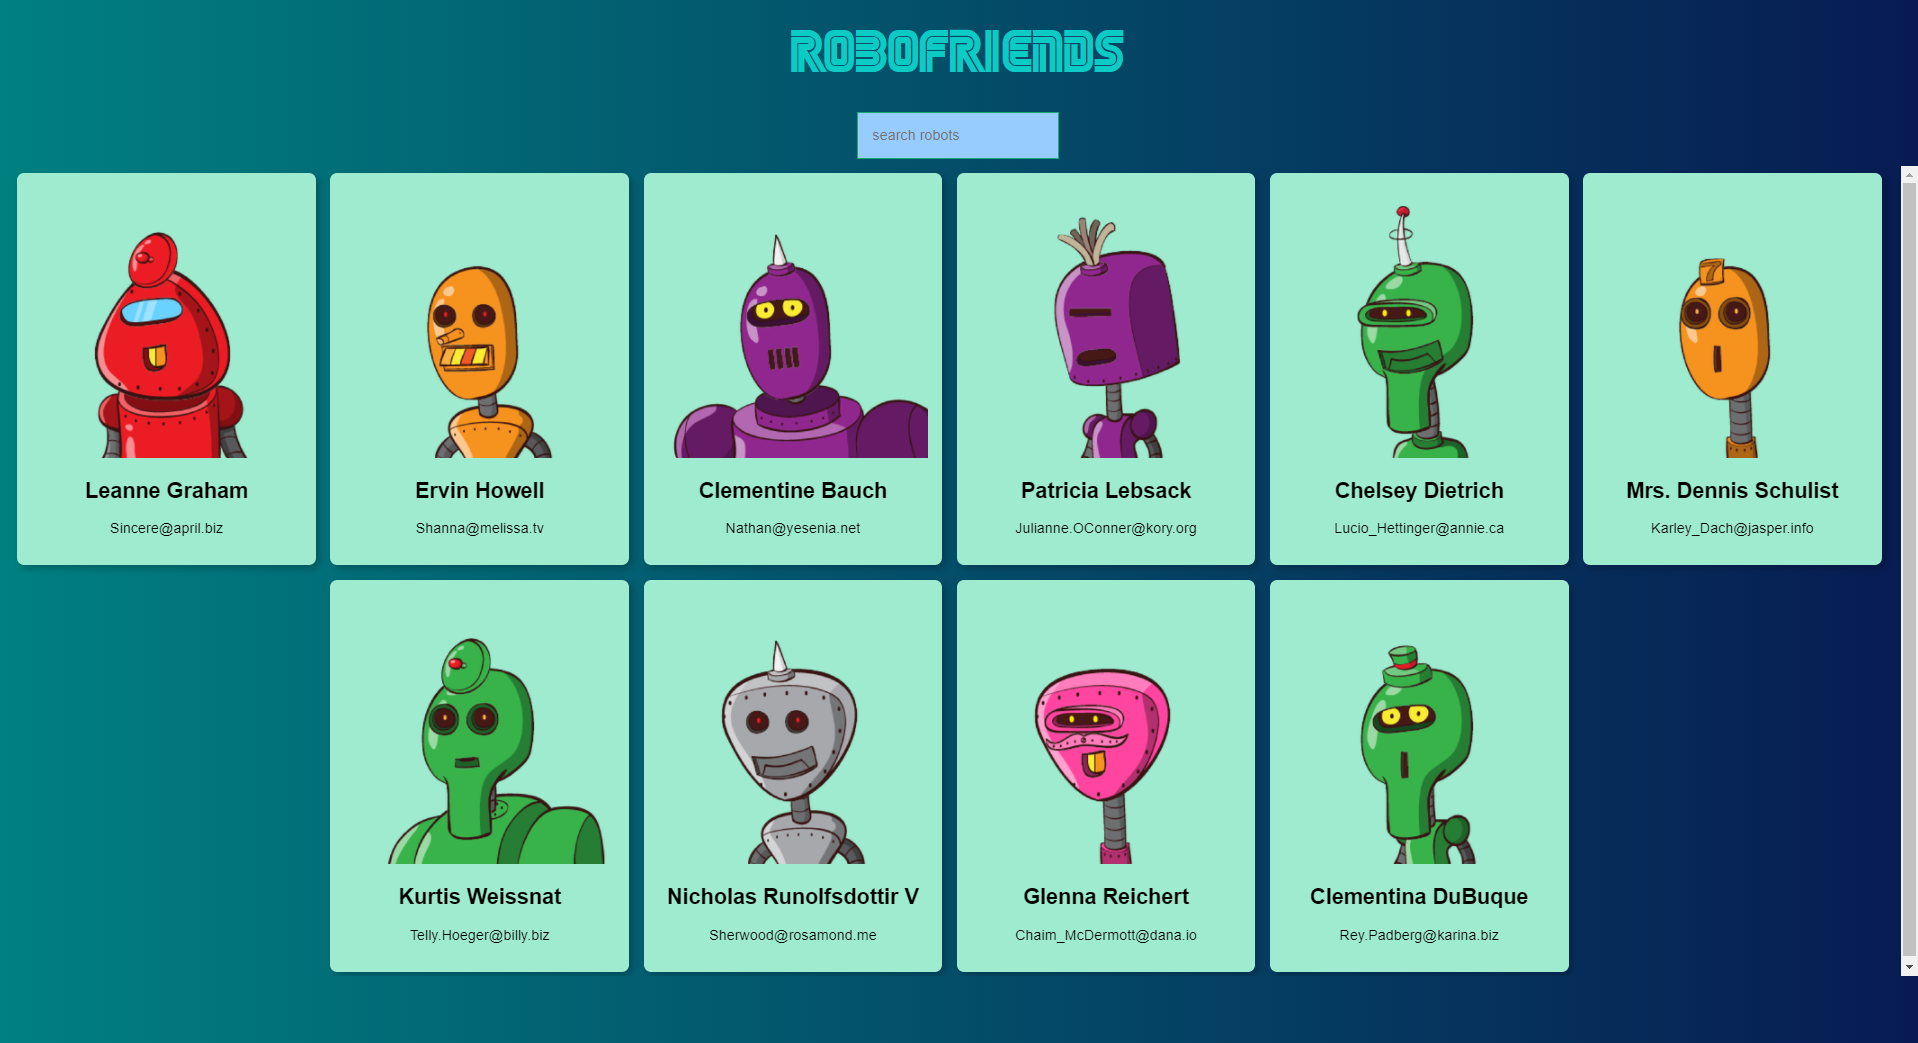 ROBOFRIENDS
search robots
Leanne Graham
Sincere@april.biz
Ervin Howell
Shanna@melissa.tv
Clementine Bauch
Nathan@yesenia.net
Patricia Lebsack
Julianne.OConner@kory.org
Chelsey Dietrich
Lucio_Hettinger@annie.ca
7
Mrs. Dennis Schulist
Karley_Dach@jasper.info
Kurtis Weissnat
Telly.Hoeger@billy.biz
Nicholas Runolfsdottir V
Sherwood@rosamond.me
Glenna Reichert
Chaim_McDermott@dana.io
Clementina DuBuque
Rey.Padberg@karina.biz